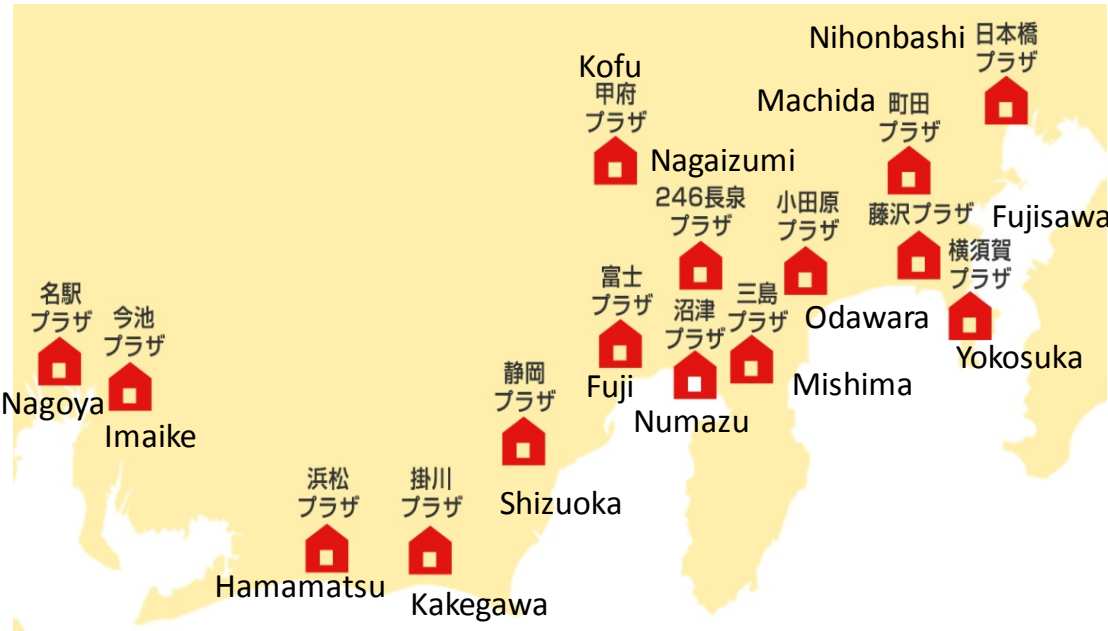 Nihonbashi
日本橋
プラザ
Kofu
甲府
プラザ
Machida
町田
プラザ
Nagaizumi
246長泉
プラザ
小田原
プラザ
Odawara
藤沢プラザ
Fujisawa
横須賀
プラザ
Yokosuka
富士
プラザ
Fuji
沼津
プラザ
Numazu
三島
プラザ
Mishima
名駅
プラザ
Nagoya
今池
プラザ
Imaike
静岡
プラザ
Shizuoka
浜松
プラザ
Hamamatsu
掛川
プラザ
Kakegawa